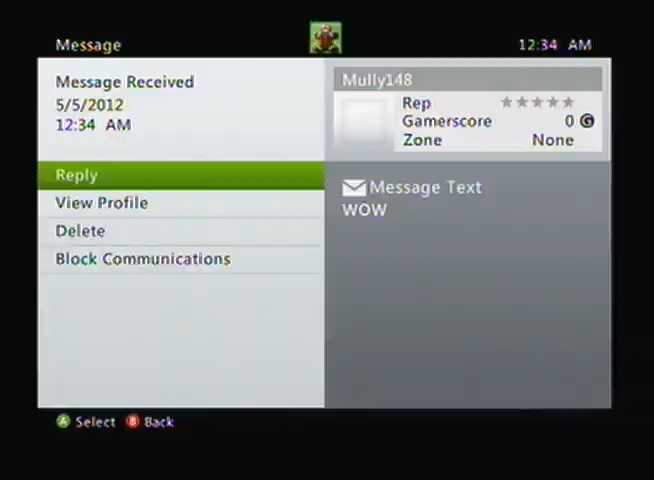 Message
12:34 AM
Message Received
5/5/2012
12:34 AM
Reply
View Profile
Delete
Block Communications
Mully148
Rep
Gamerscore 0 G
Zone None
Message Text
WOW
A Select B Back